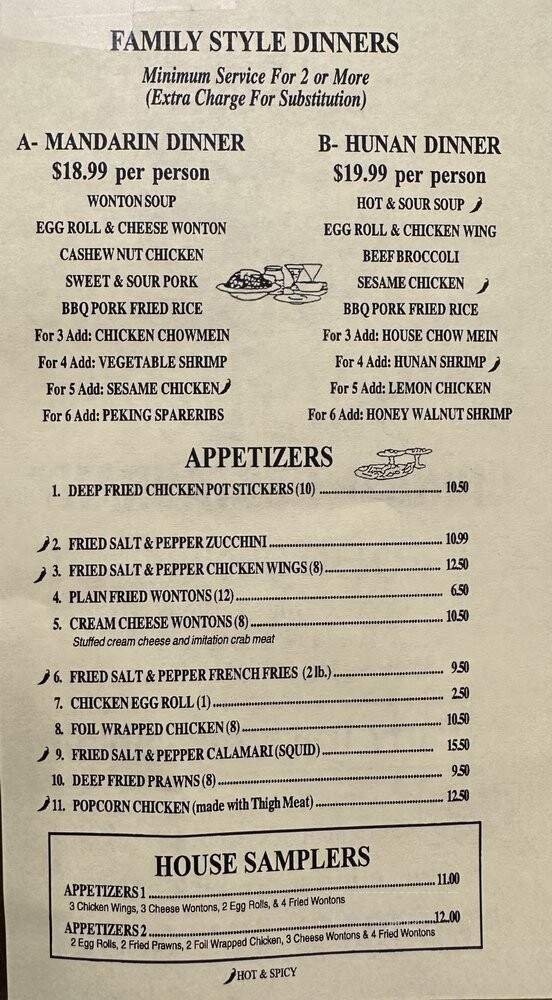 FAMILY STYLE DINNERS
Minimum Service For 2 or More
(Extra Charge For Substitution)
A- MANDARIN DINNER
$18.99 per person
WONTON SOUP
EGG ROLL & CHEESE WONTON
CASHEW NUT CHICKEN
SWEET & SOUR PORK
BBQ PORK FRIED RICE
For 3 Add: CHICKEN CHOWMEIN
For 4 Add: VEGETABLE SHRIMP
For 5 Add: SESAME CHICKEN
For 6 Add: PEKING SPARERIBS
B- HUNAN DINNER
$19.99 per person
HOT & SOUR SOUP
EGG ROLL & CHICKEN WING
BEEF BROCCOLI
SESAME CHICKEN
BBQ PORK FRIED RICE
For 3 Add: HOUSE CHOW MEIN
For 4 Add: HUNAN SHRIMP
For 5 Add: LEMON CHICKEN
For 6 Add: HONEY WALNUT SHRIMP
APPETIZERS
1. DEEP FRIED CHICKEN POT STICKERS (10) ........ 10.50
2. FRIED SALT & PEPPER ZUCCHINI ........ 10.99
3. FRIED SALT & PEPPER CHICKEN WINGS (8) ........ 12.50
4. PLAIN FRIED WONTONS (12) ........ 6.50
5. CREAM CHEESE WONTONS (8) ........ 10.50
Stuffed cream cheese and imitation crab meat
6. FRIED SALT & PEPPER FRENCH FRIES (2 lb.) ........ 9.50
7. CHICKEN EGG ROLL (1) ........ 2.50
8. FOIL WRAPPED CHICKEN (8) ........ 10.50
9. FRIED SALT & PEPPER CALAMARI (SQUID) ........ 15.50
10. DEEP FRIED PRAWNS (8) ........ 9.50
11. POPCORN CHICKEN (made with Thigh Meat) ........ 12.50
HOUSE SAMPLERS
APPETIZERS 1 ........ 11.00
3 Chicken Wings, 3 Cheese Wontons, 2 Egg Rolls, & 4 Fried Wontons
APPETIZERS 2 ........ 12.00
2 Egg Rolls, 2 Fried Prawns, 2 Foil Wrapped Chicken, 3 Cheese Wontons & 4 Fried Wontons
HOT & SPICY